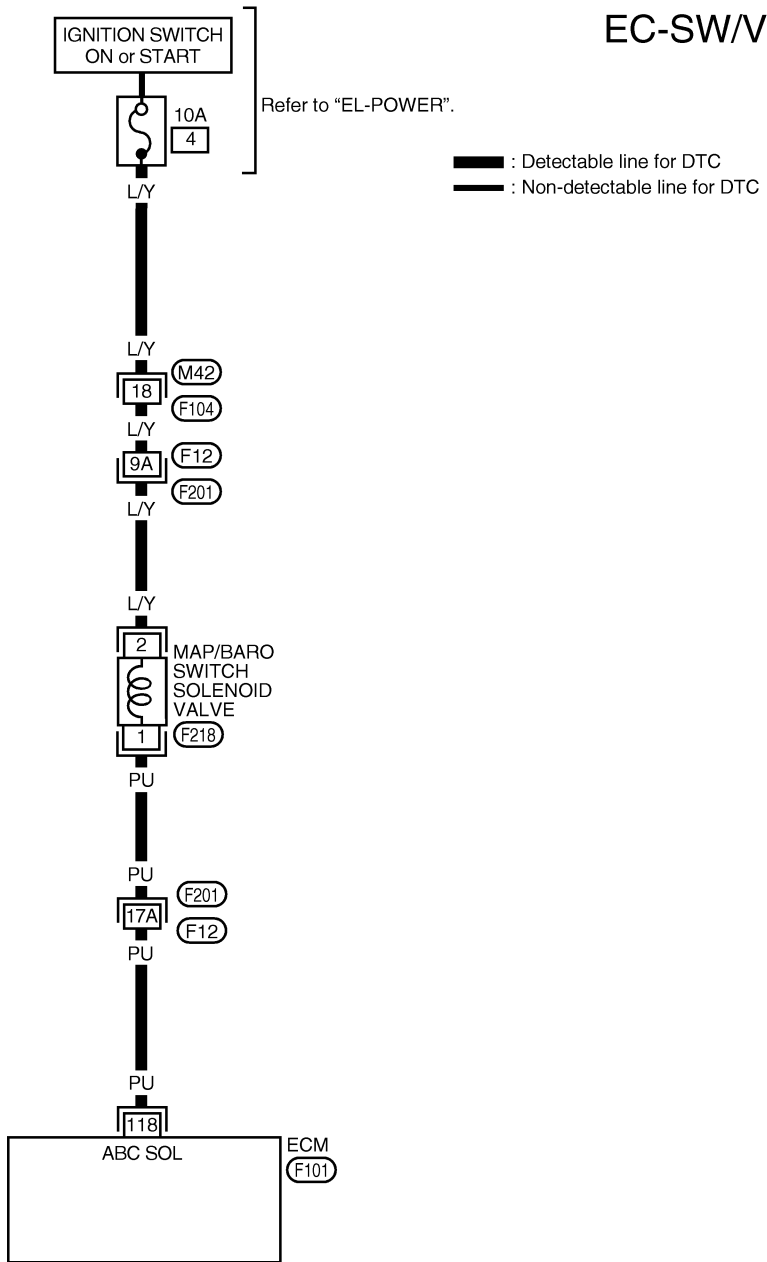 EC-SW/V
IGNITION SWITCH
ON or START
Refer to “EL-POWER”.
10A
4
: Detectable line for DTC
: Non-detectable line for DTC
L/Y
L/Y
M42
18
F104
L/Y
F12
9A
F201
L/Y
L/Y
2
MAP/BARO
SWITCH
SOLENOID
VALVE
1
F218
PU
PU
F201
17A
F12
PU
PU
118
ABC SOL
ECM
F101